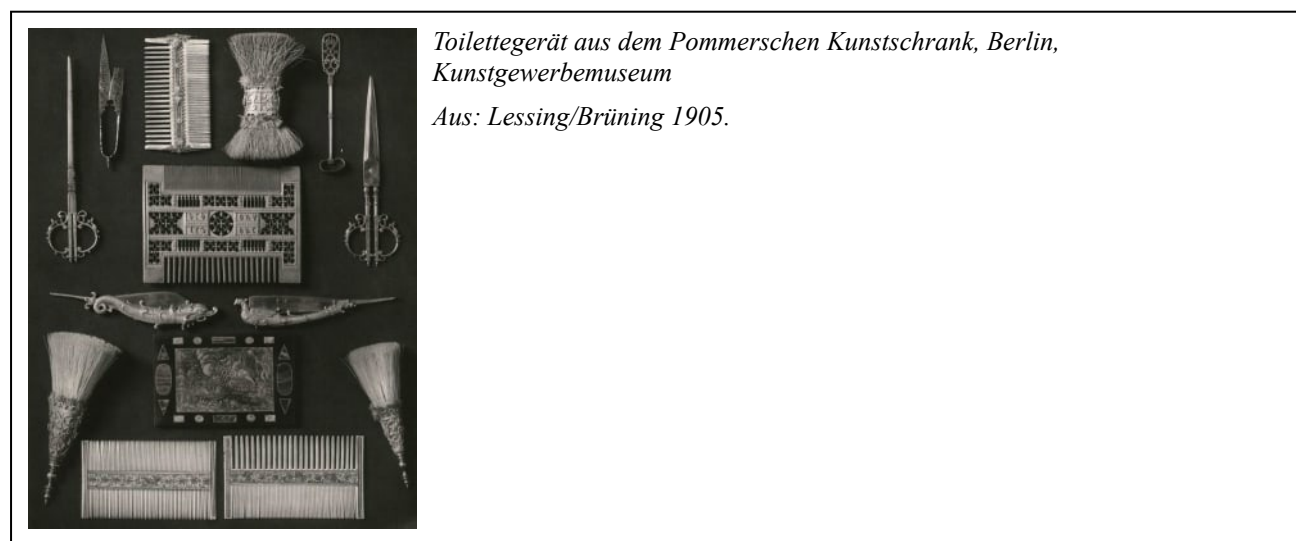 Toilettegerät aus dem Pommerschen Kunstschrank, Berlin,
Kunstgewerbemuseum
Aus: Lessing/Brüning 1905.